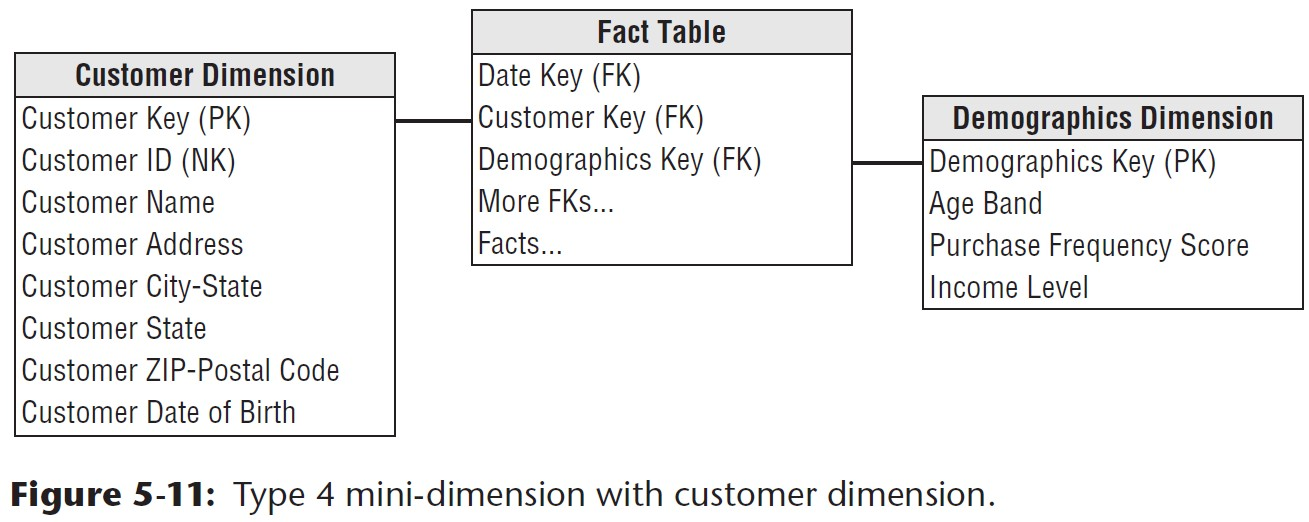 Customer Dimension
Customer Key (PK)
Customer ID (NK)
Customer Name
Customer Address
Customer City-State
Customer State
Customer ZIP-Postal Code
Customer Date of Birth
Fact Table
Date Key (FK)
Customer Key (FK)
Demographics Key (FK)
More FKs...
Facts...
Demographics Dimension
Demographics Key (PK)
Age Band
Purchase Frequency Score
Income Level
Figure 5-11: Type 4 mini-dimension with customer dimension.